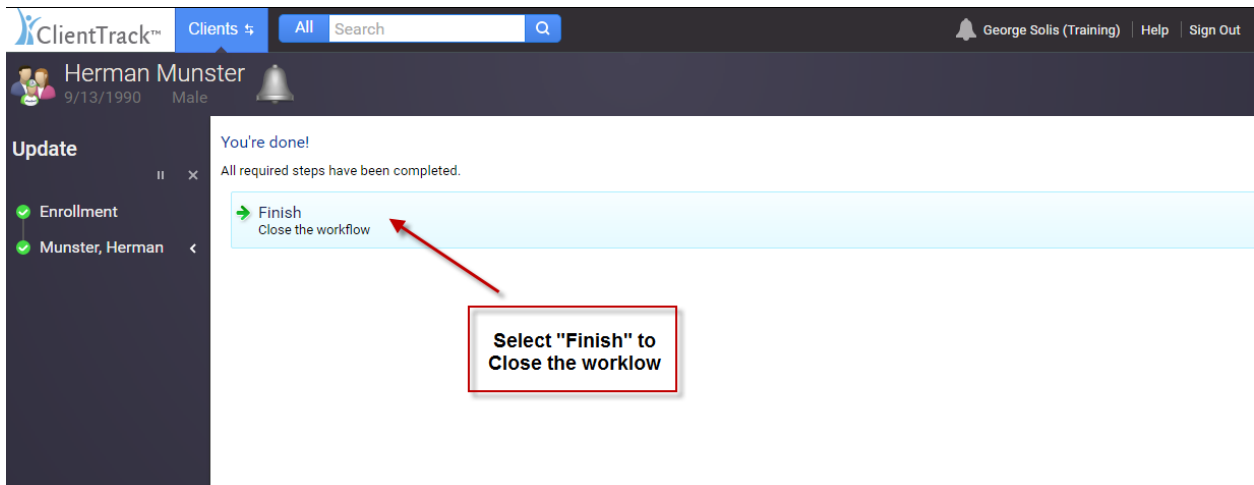 ClientTrack™
Clients
All
Search
George Solis (Training) | Help | Sign Out
Herman Munster
9/13/1990 Male
Update
Enrollment
Munster, Herman
You're done!
All required steps have been completed.
Finish
Close the workflow
Select "Finish" to
Close the worklow